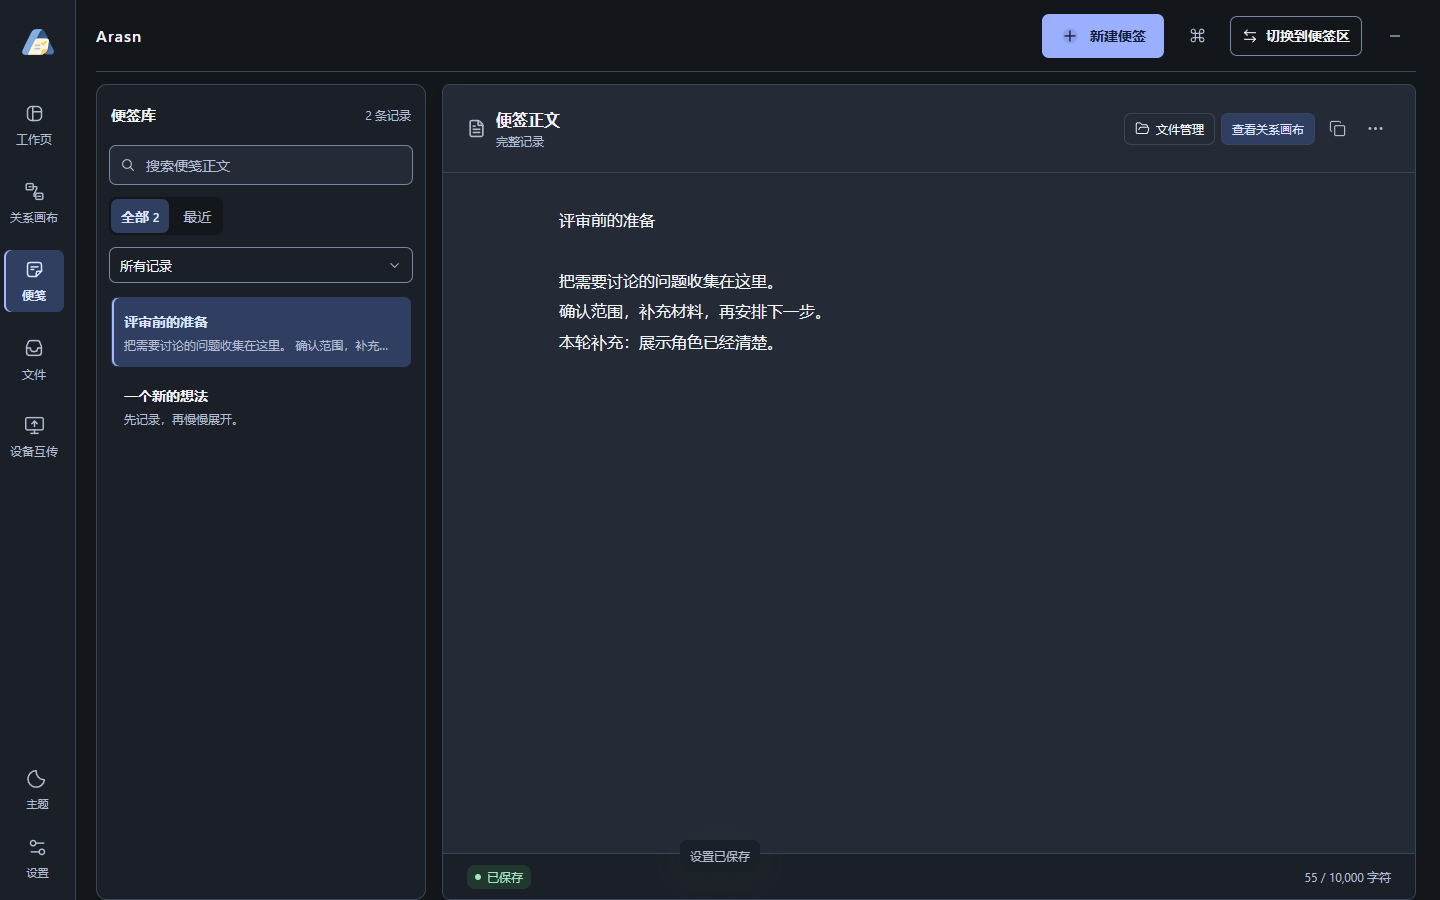 Arasn
新建便签
切换到便签区
工作页
关系画布
便笺
文件
设备互传
主题
设置
便签库
2 条记录
搜索便笺正文
全部 2
最近
所有记录
评审前的准备
把需要讨论的问题收集在这里。 确认范围，补充...
一个新的想法
先记录，再慢慢展开。
便签正文
完整记录
文件管理
查看关系画布
评审前的准备
把需要讨论的问题收集在这里。
确认范围，补充材料，再安排下一步。
本轮补充：展示角色已经清楚。
设置已保存
已保存
55 / 10,000 字符